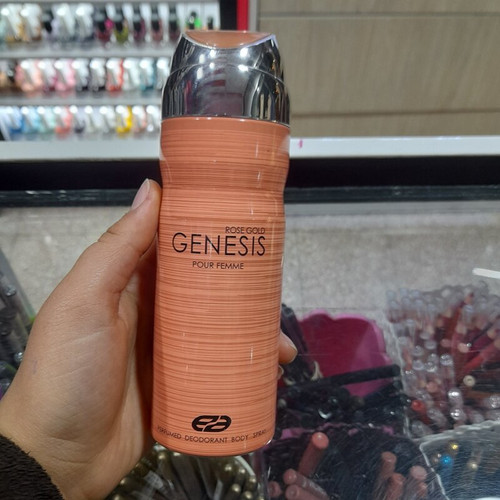 ROSE GOLD
GENESIS
POUR FEMME
PERFUMED DEODORANT BODY SPRAY